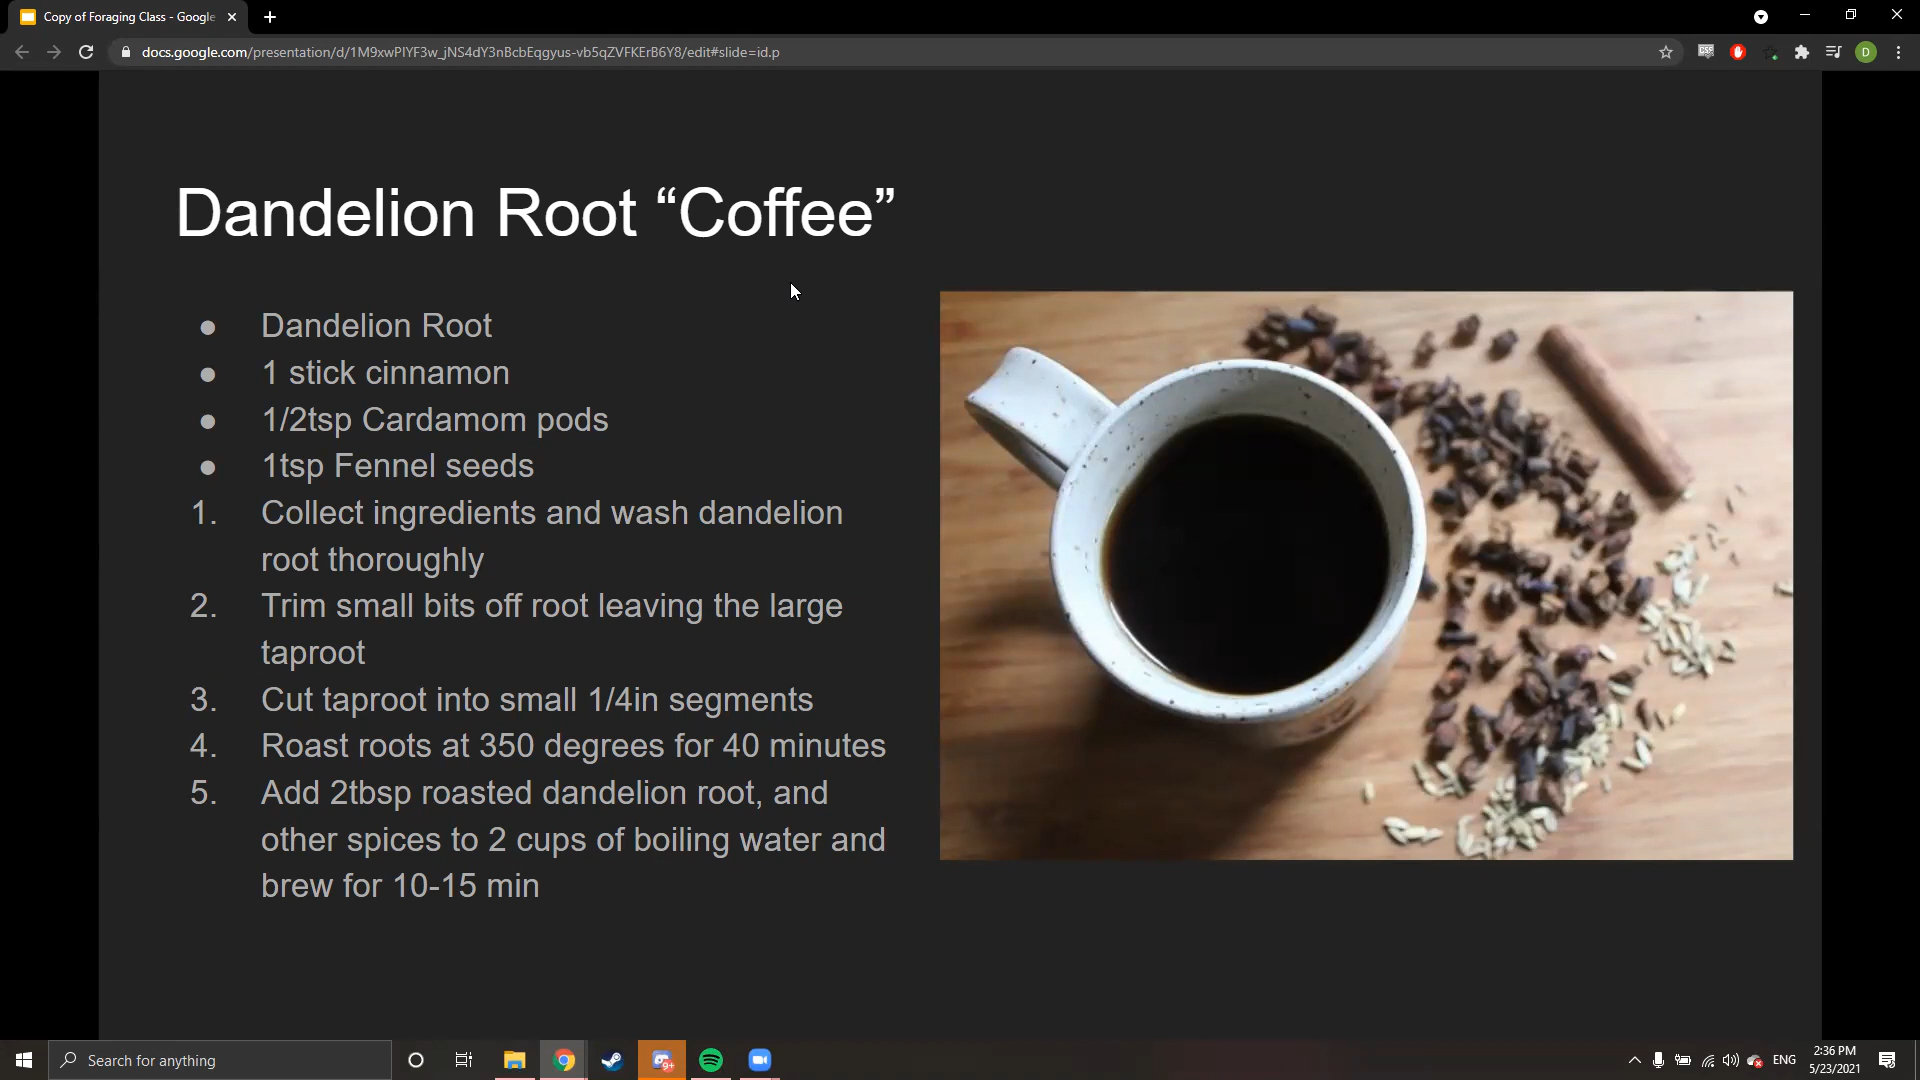 Copy of Foraging Class - Google
docs.google.com/presentation/d/1M9xwPIYF3w_jNS4dY3nBcbEqgyus-vb5qZVFKErB6Y8/edit#slide=id.p
D
Dandelion Root “Coffee”
● Dandelion Root
● 1 stick cinnamon
● 1/2tsp Cardamom pods
● 1tsp Fennel seeds
1. Collect ingredients and wash dandelion
root thoroughly
2. Trim small bits off root leaving the large
taproot
3. Cut taproot into small 1/4in segments
4. Roast roots at 350 degrees for 40 minutes
5. Add 2tbsp roasted dandelion root, and
other spices to 2 cups of boiling water and
brew for 10-15 min
Search for anything
9+
ENG
2:36 PM
5/23/2021